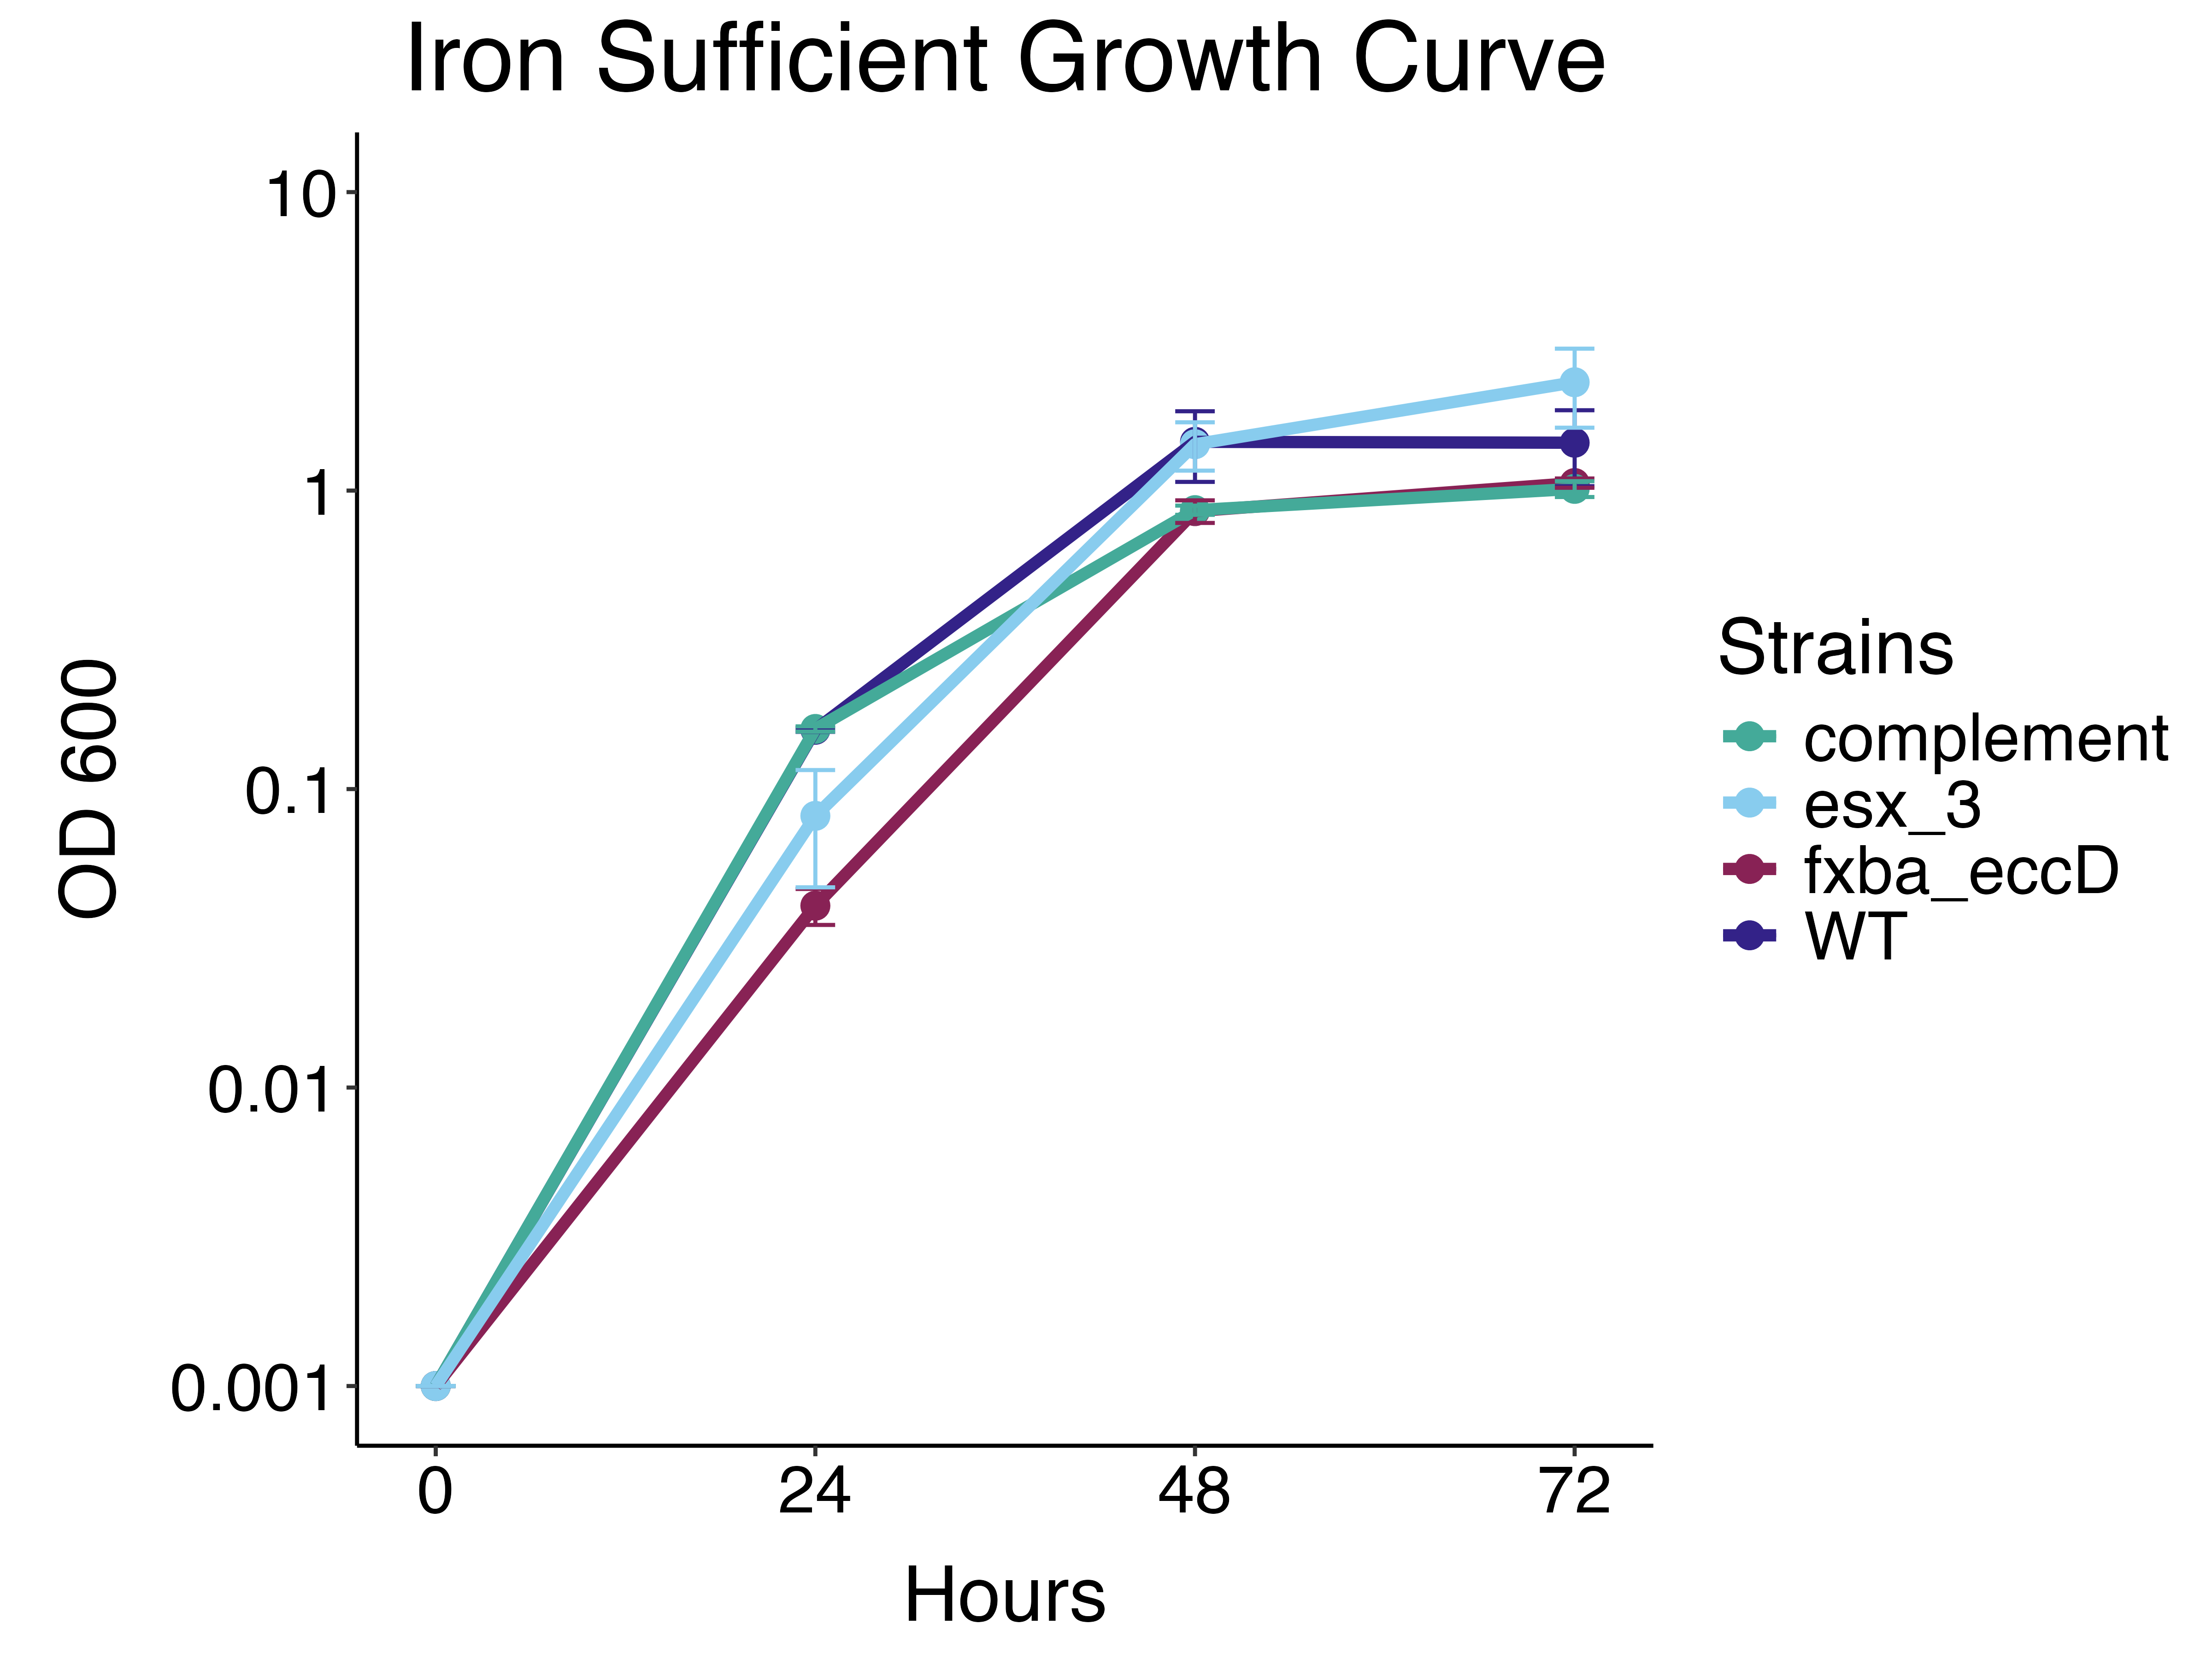 Iron Sufficient Growth Curve
10
1
0.1
0.01
0.001
OD 600
0 24 48 72
Hours
Strains
complement
esx_3
fxba_eccD
WT